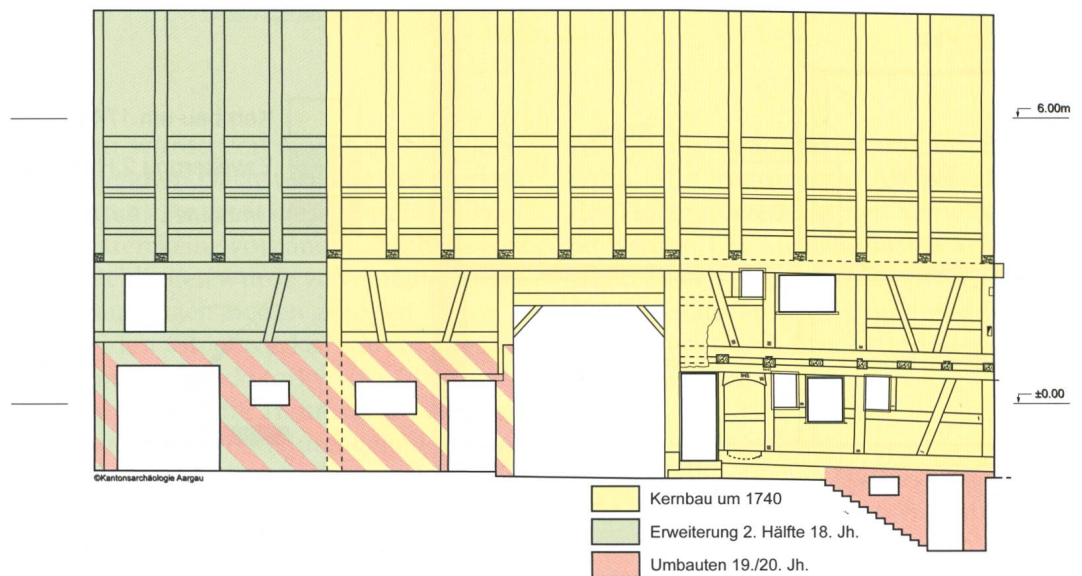 6.00m
±0.00
©Kantonsarchäologie Aargau
Kernbau um 1740
Erweiterung 2. Hälfte 18. Jh.
Umbauten 19./20. Jh.